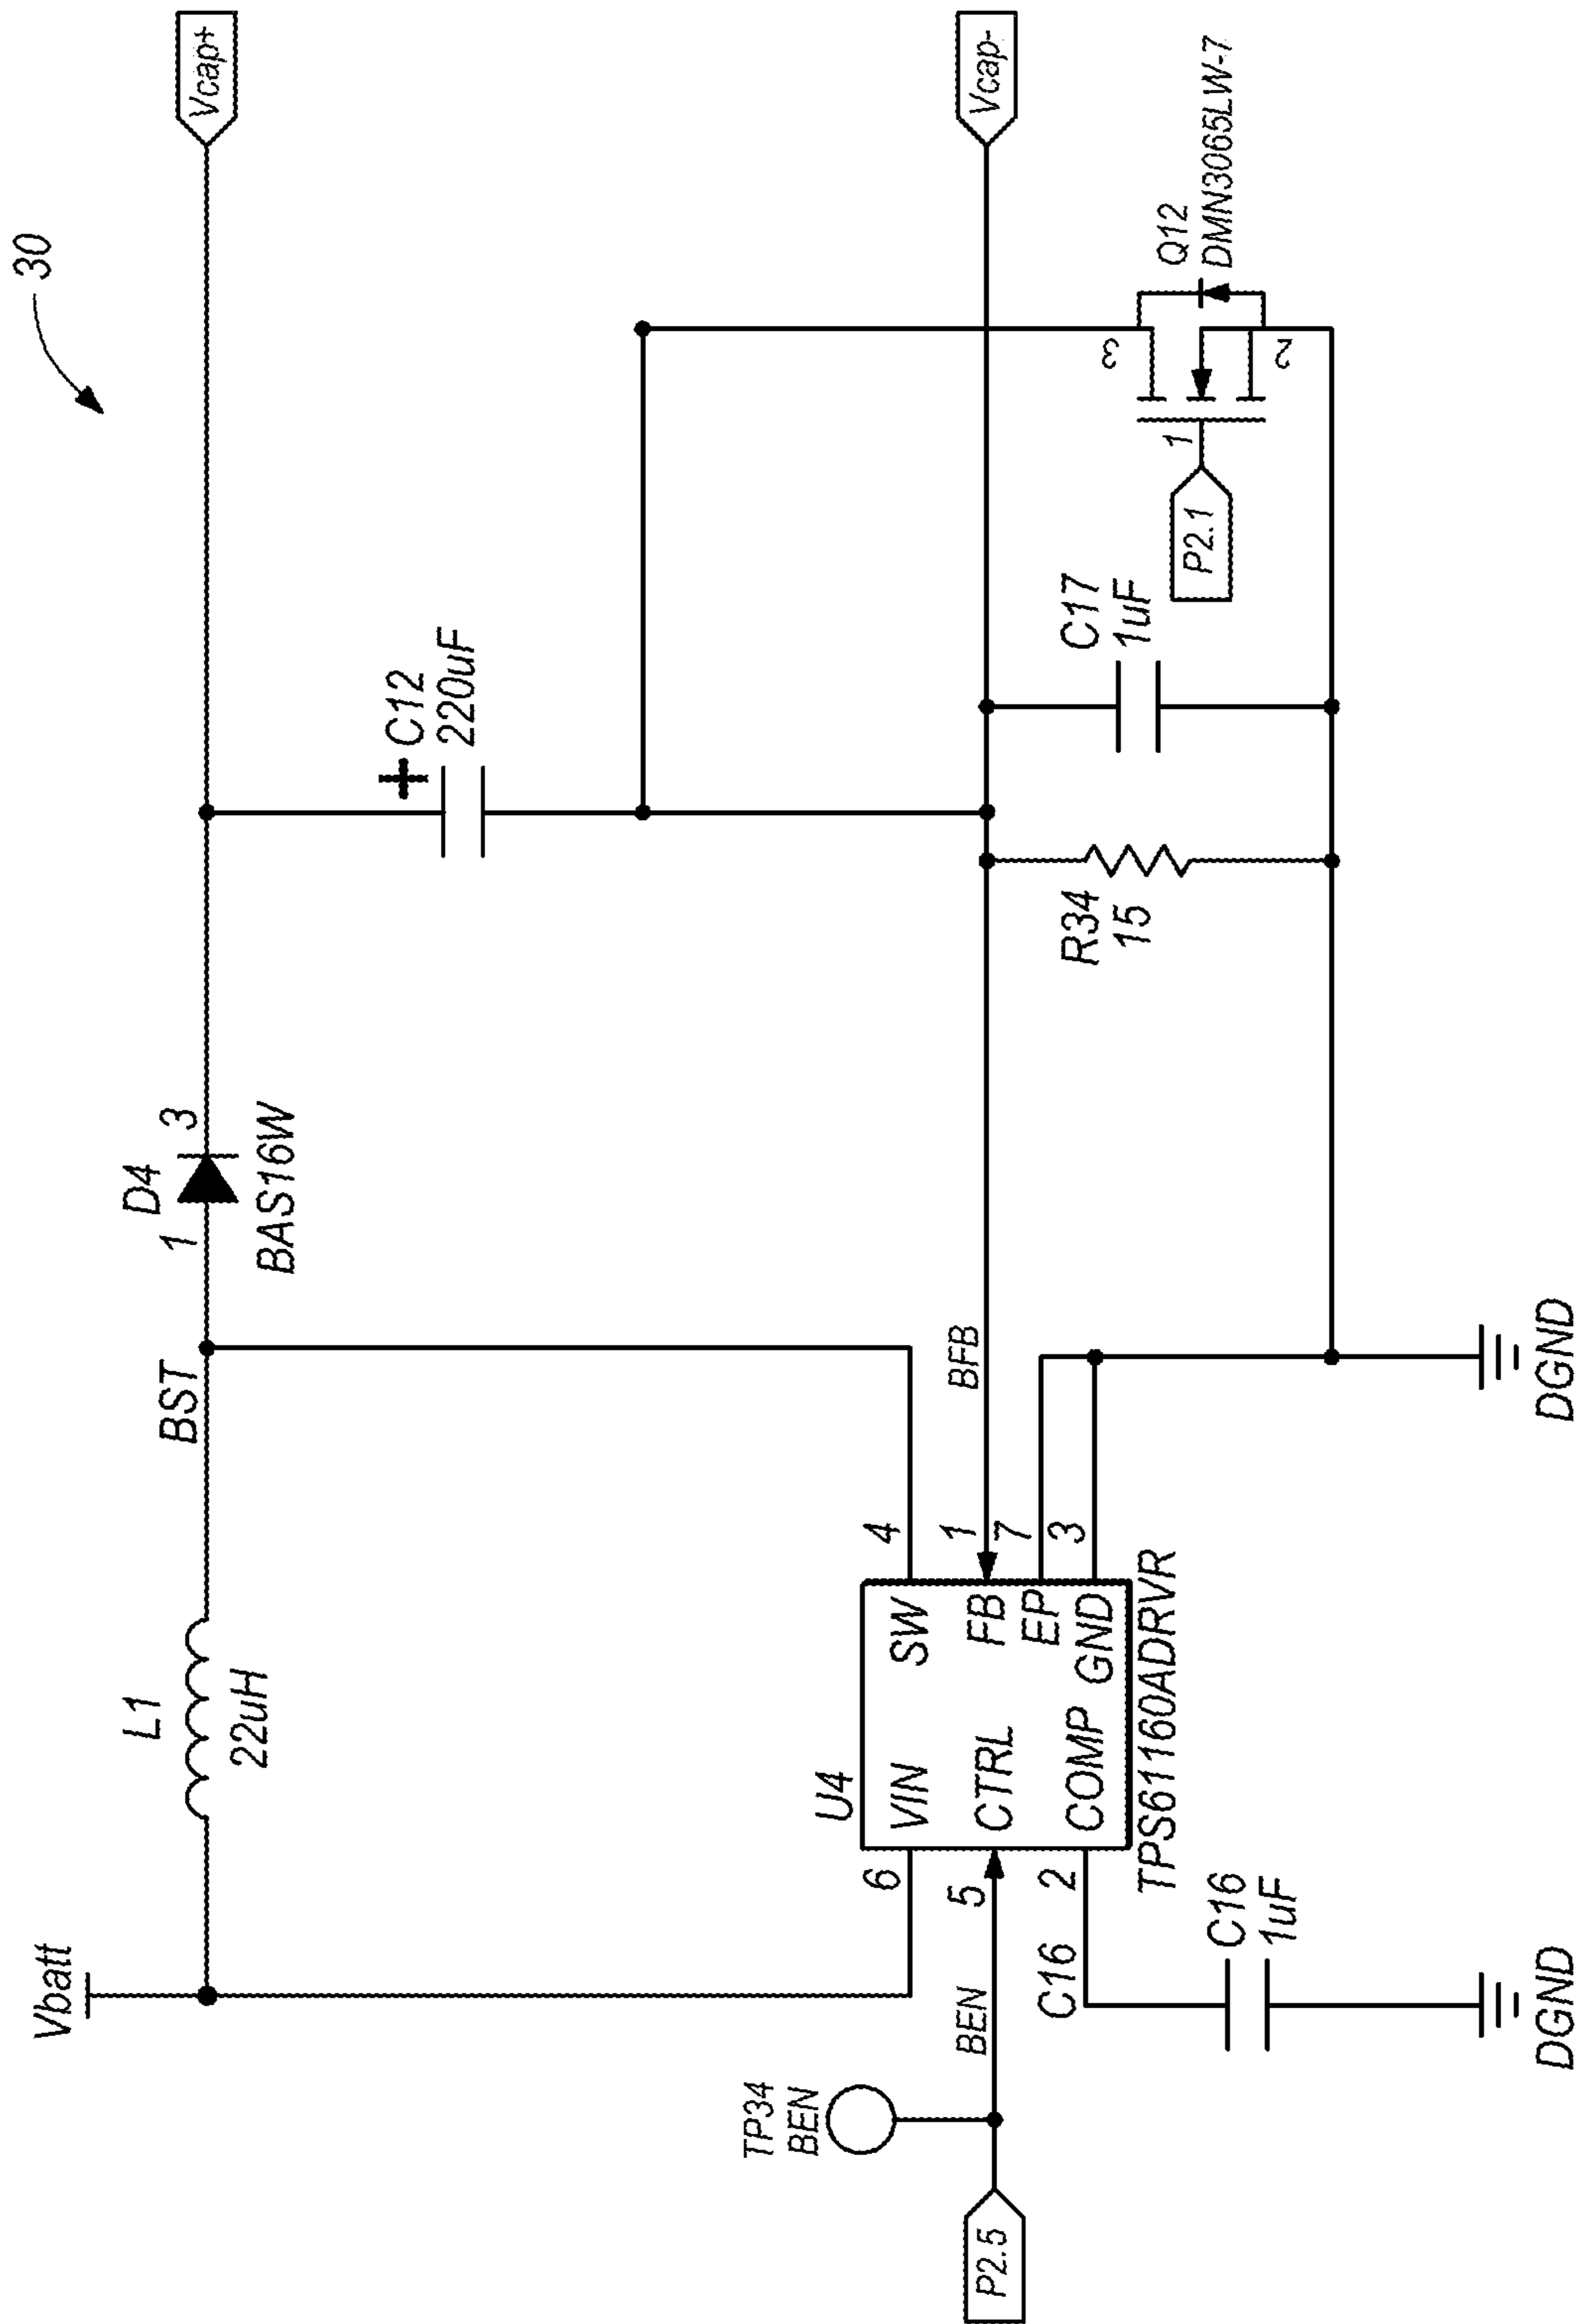 30
Vbatt
L1
22uH
BST
D4
1
3
BAS16W
Vcap+
C12
220uF
TP34
BEN
U4
6
VIN
SW
4
P2.5
BEN
5
CTRL
FB
1
BFB
Vcap-
EP
7
C16
2
COMP
GND
3
TPS61160ADRVR
R34
15
C17
1uF
3
1
2
P2.1
Q12
DMN3065LW-7
C16
1uF
DGND
DGND